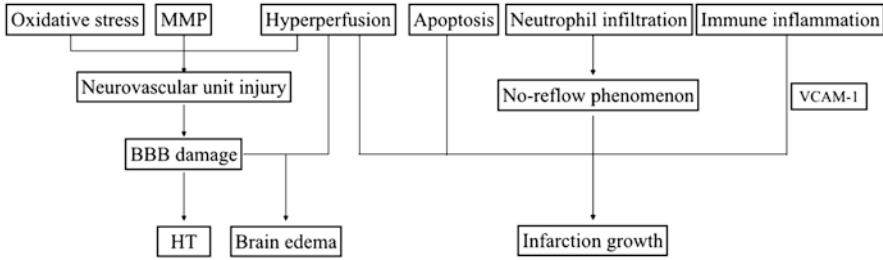 Oxidative stress
MMP
Hyperperfusion
Apoptosis
Neutrophil infiltration
Immune inflammation
Neurovascular unit injury
No-reflow phenomenon
VCAM-1
BBB damage
HT
Brain edema
Infarction growth